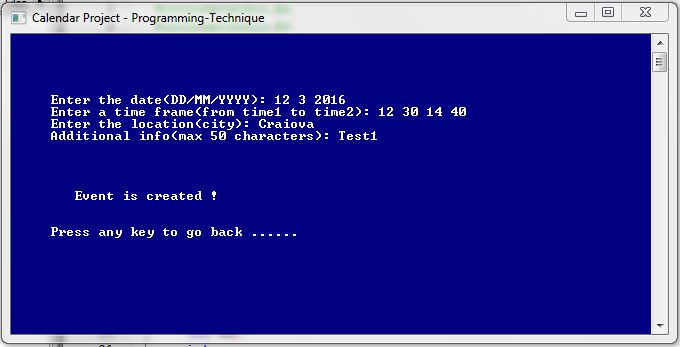 Calendar Project - Programming-Technique
Enter the date(DD/MM/YYYY): 12 3 2016
Enter a time frame(from time1 to time2): 12 30 14 40
Enter the location(city): Craiova
Additional info(max 50 characters): Test1
Event is created !
Press any key to go back ......